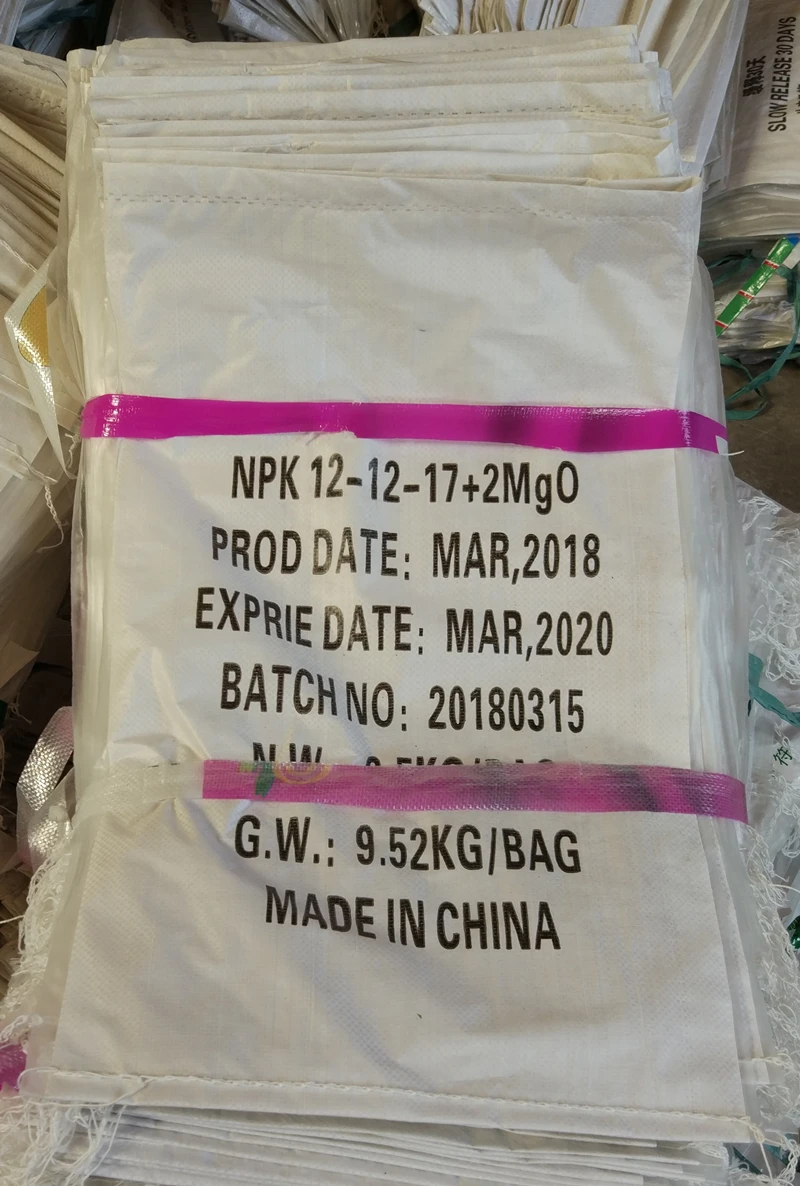 NPK 12-12-17+2MgO
PROD DATE: MAR,2018
EXPRIE DATE: MAR,2020
BATCH NO: 20180315
N.W.
G.W.: 9.52KG/BAG
MADE IN CHINA
SLOW RELEASE 30 DAYS